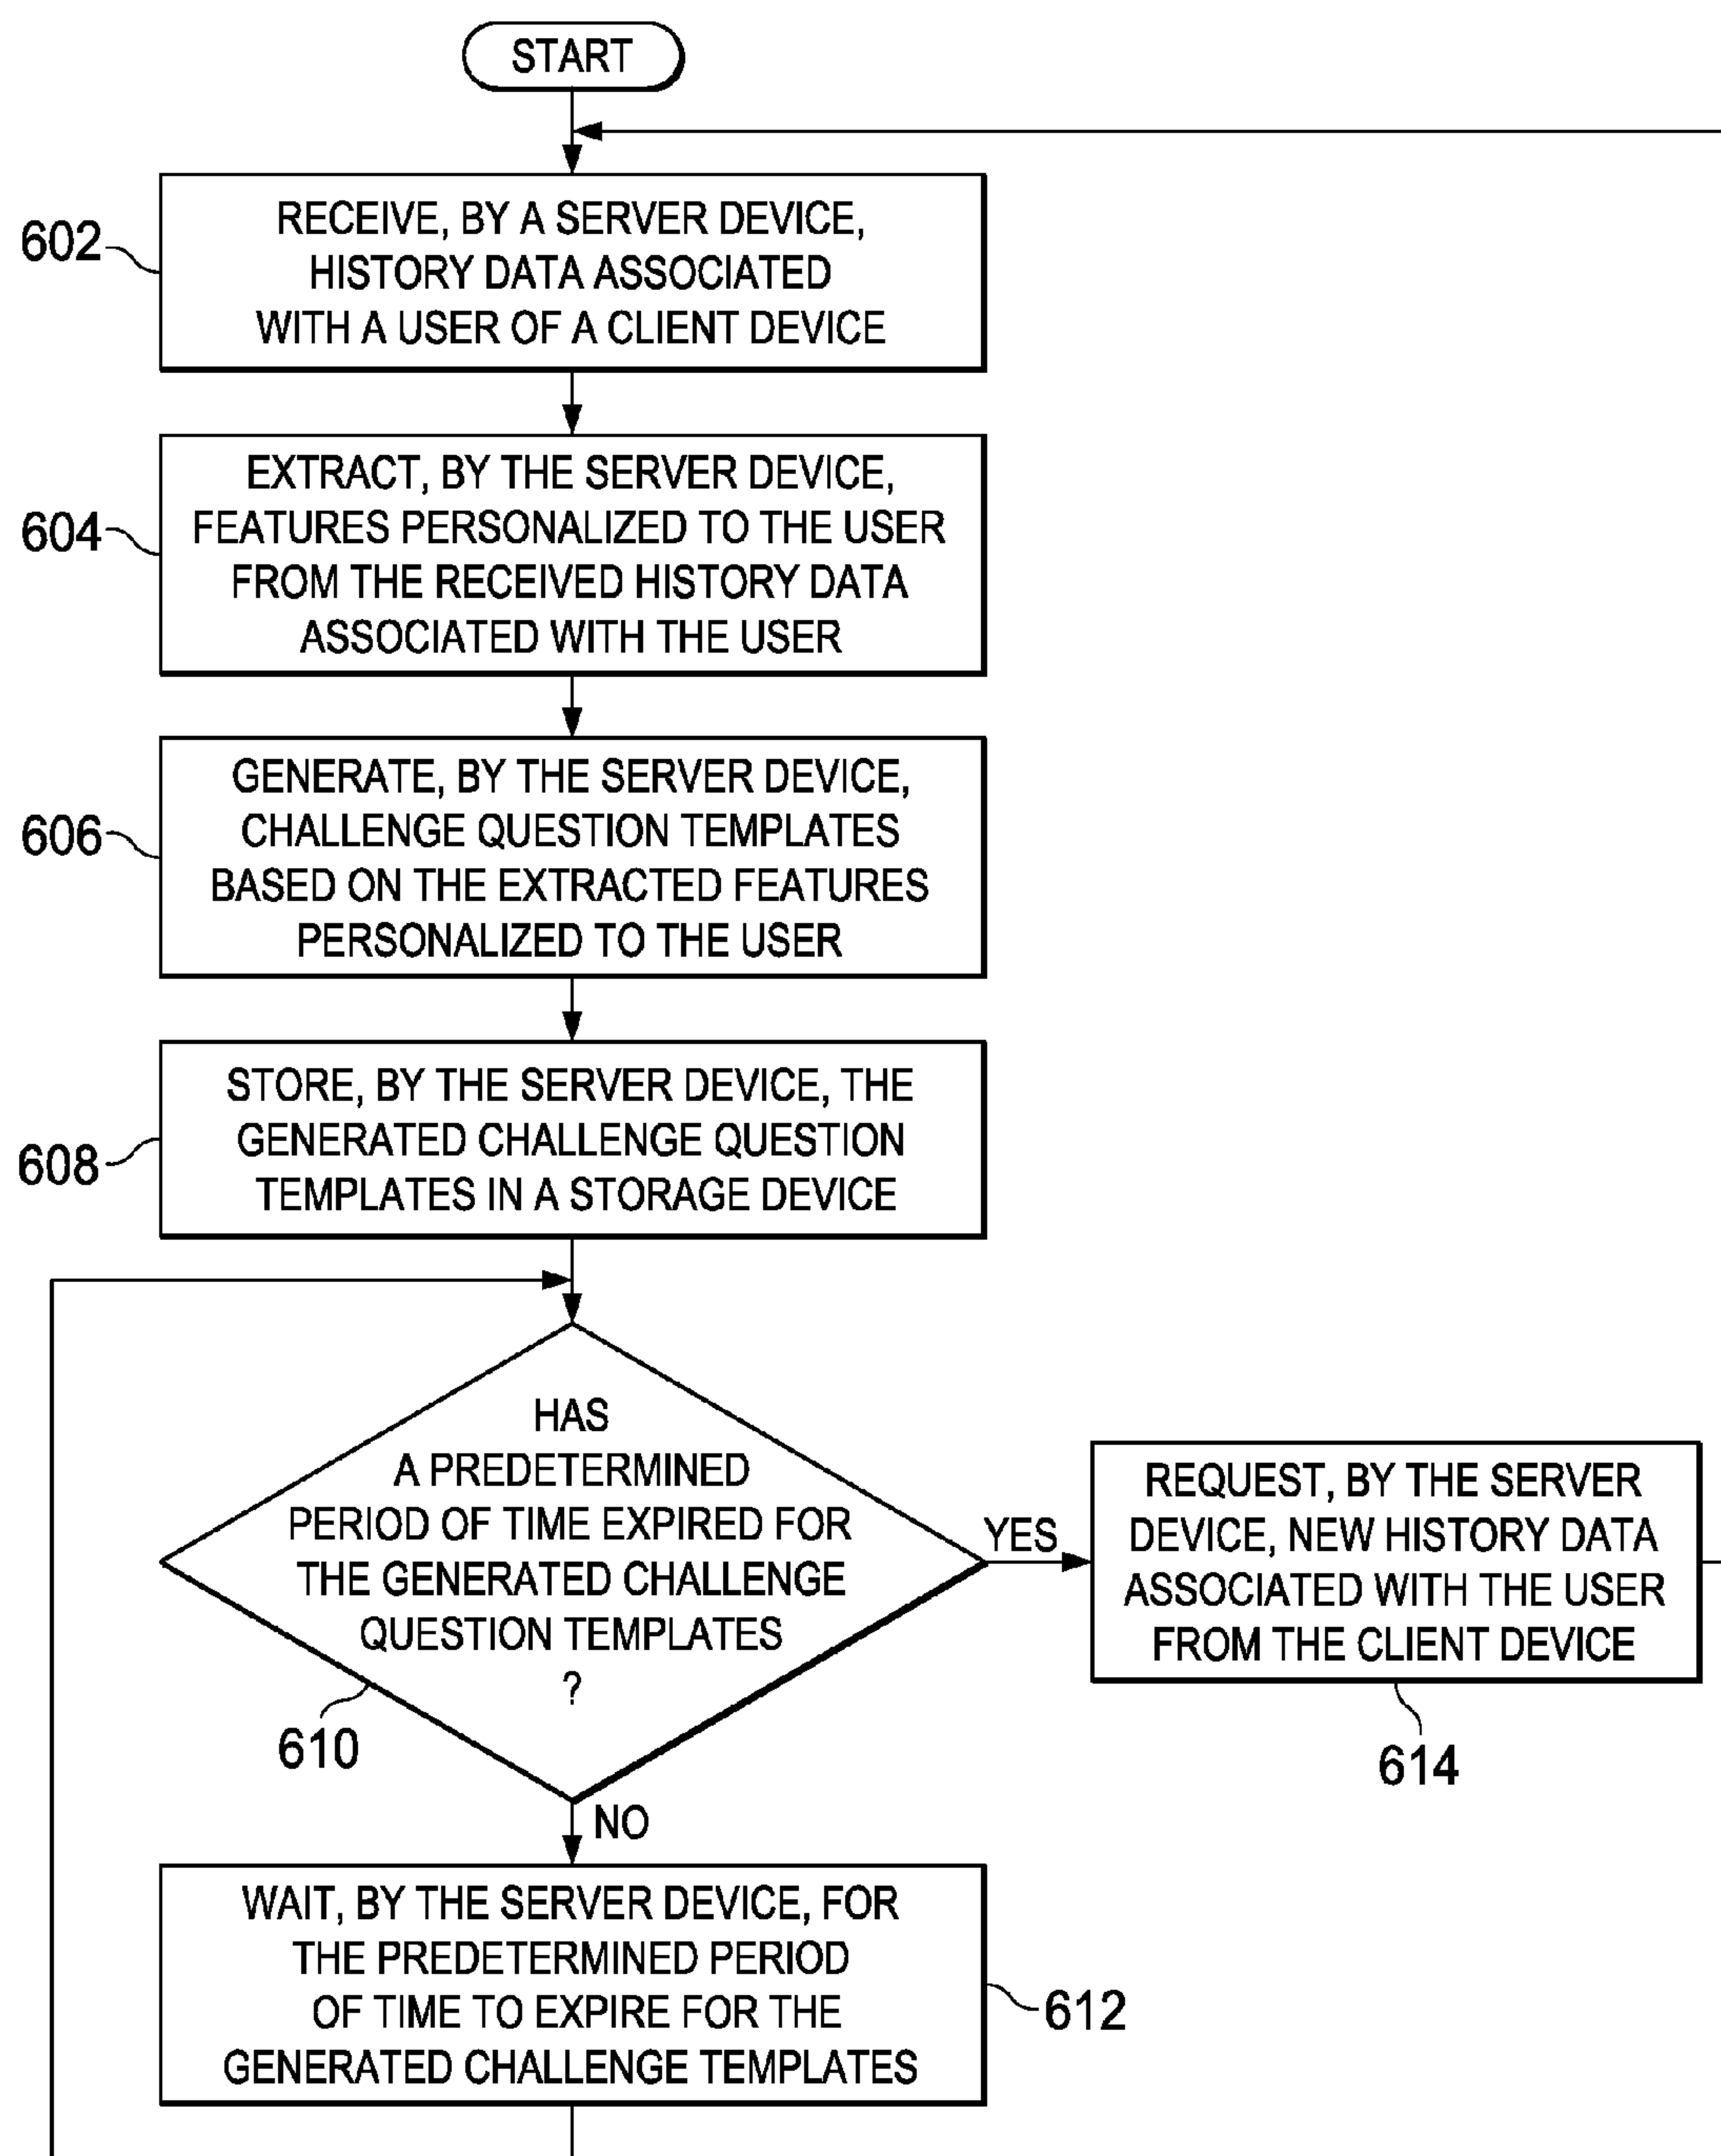 START
602
RECEIVE, BY A SERVER DEVICE,
HISTORY DATA ASSOCIATED
WITH A USER OF A CLIENT DEVICE
604
EXTRACT, BY THE SERVER DEVICE,
FEATURES PERSONALIZED TO THE USER
FROM THE RECEIVED HISTORY DATA
ASSOCIATED WITH THE USER
606
GENERATE, BY THE SERVER DEVICE,
CHALLENGE QUESTION TEMPLATES
BASED ON THE EXTRACTED FEATURES
PERSONALIZED TO THE USER
608
STORE, BY THE SERVER DEVICE, THE
GENERATED CHALLENGE QUESTION
TEMPLATES IN A STORAGE DEVICE
HAS
A PREDETERMINED
PERIOD OF TIME EXPIRED FOR
THE GENERATED CHALLENGE
QUESTION TEMPLATES
?
610
YES
REQUEST, BY THE SERVER
DEVICE, NEW HISTORY DATA
ASSOCIATED WITH THE USER
FROM THE CLIENT DEVICE
614
NO
WAIT, BY THE SERVER DEVICE, FOR
THE PREDETERMINED PERIOD
OF TIME TO EXPIRE FOR THE
GENERATED CHALLENGE TEMPLATES
612